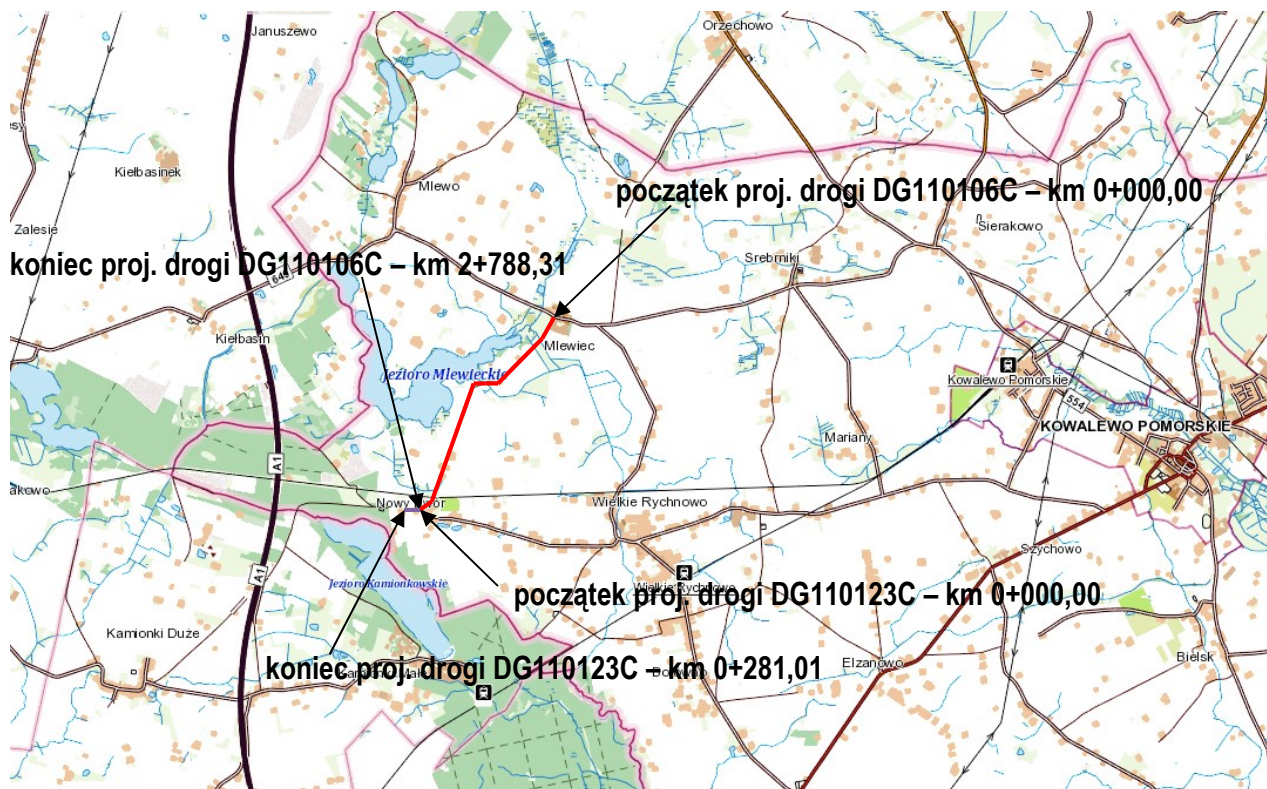 Januszewo
Orzechowo
Kiełbasinek
Mlewo
początek proj. drogi DG110106C – km 0+000,00
Zalesie
Sierakowo
koniec proj. drogi DG110106C – km 2+788,31
Srebrniki
Kiełbasin
Mlewiec
Jezioro Mlewieckie
Kowalewo Pomorskie
554
KOWALEWO POMORSKIE
Mariany
A1
akowo
Nowy Dwór
Wielkie Rychnowo
Szychowo
A1
Jezioro Kamionkowskie
Wielkie Rychnowo
początek proj. drogi DG110123C – km 0+000,00
Kamionki Duże
koniec proj. drogi DG110123C – km 0+281,01
Elzanowo
Bielsk